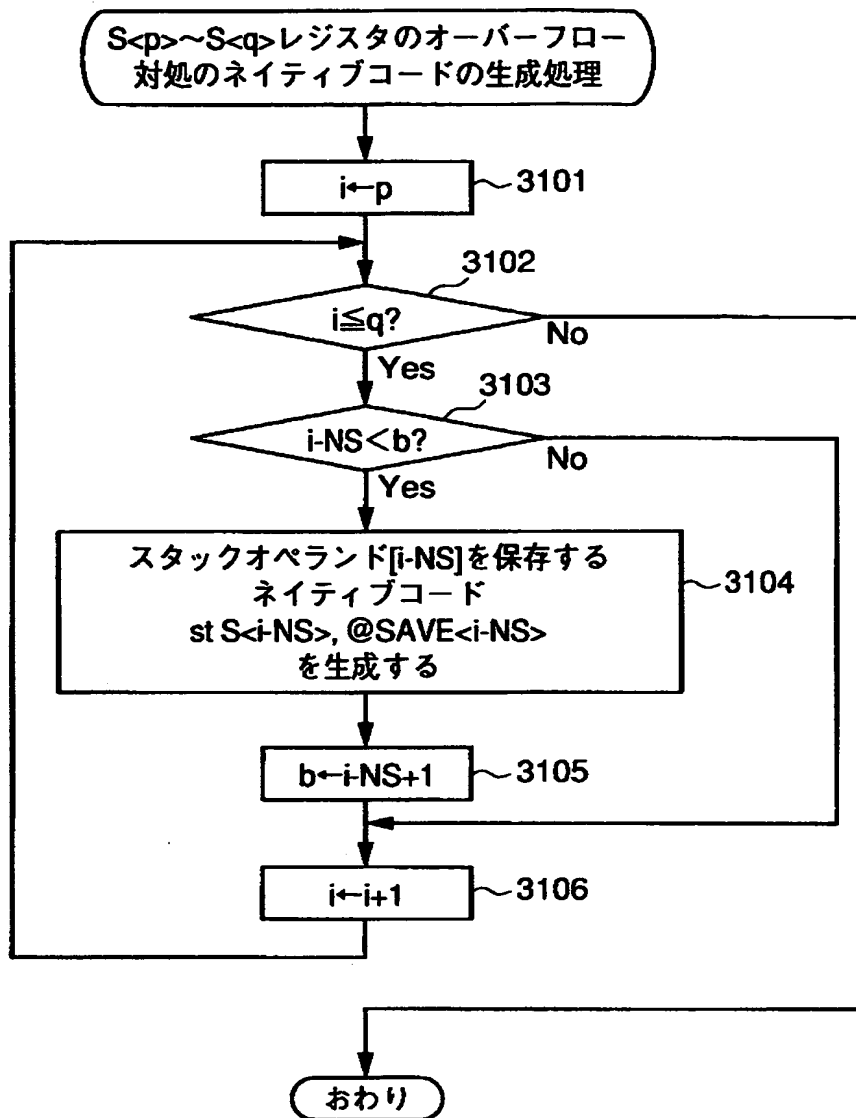 S<p>~S<q>レジスタのオーバーフロー
対処のネイティブコードの生成処理
i←p
3101
3102
i≦q?
No
Yes
3103
i-NS<b?
No
Yes
スタックオペランド[i-NS]を保存する
ネイティブコード
st S<i-NS>, @SAVE<i-NS>
を生成する
3104
b←i-NS+1
3105
i←i+1
3106
おわり